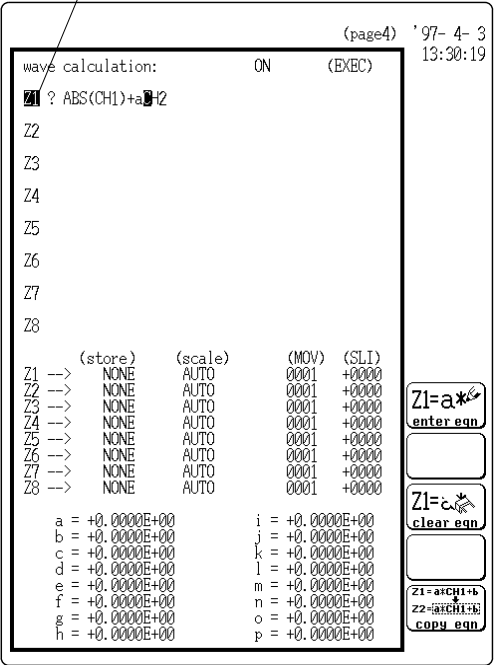 (page4) '97- 4- 3
13:30:19
wave calculation: ON (EXEC)
Z1 ? ABS(CH1)+aCH2
Z2
Z3
Z4
Z5
Z6
Z7
Z8
(store) (scale) (MOV) (SLI)
Z1 --> NONE AUTO 0001 +0000
Z2 --> NONE AUTO 0001 +0000
Z3 --> NONE AUTO 0001 +0000
Z4 --> NONE AUTO 0001 +0000
Z5 --> NONE AUTO 0001 +0000
Z6 --> NONE AUTO 0001 +0000
Z7 --> NONE AUTO 0001 +0000
Z8 --> NONE AUTO 0001 +0000
a = +0.0000E+00 i = +0.0000E+00
b = +0.0000E+00 j = +0.0000E+00
c = +0.0000E+00 k = +0.0000E+00
d = +0.0000E+00 l = +0.0000E+00
e = +0.0000E+00 m = +0.0000E+00
f = +0.0000E+00 n = +0.0000E+00
g = +0.0000E+00 o = +0.0000E+00
h = +0.0000E+00 p = +0.0000E+00
Z1=a*
enter eqn
Z1=a
clear eqn
Z1=a*CH1+b
Z2=a*CH1+b
copy eqn